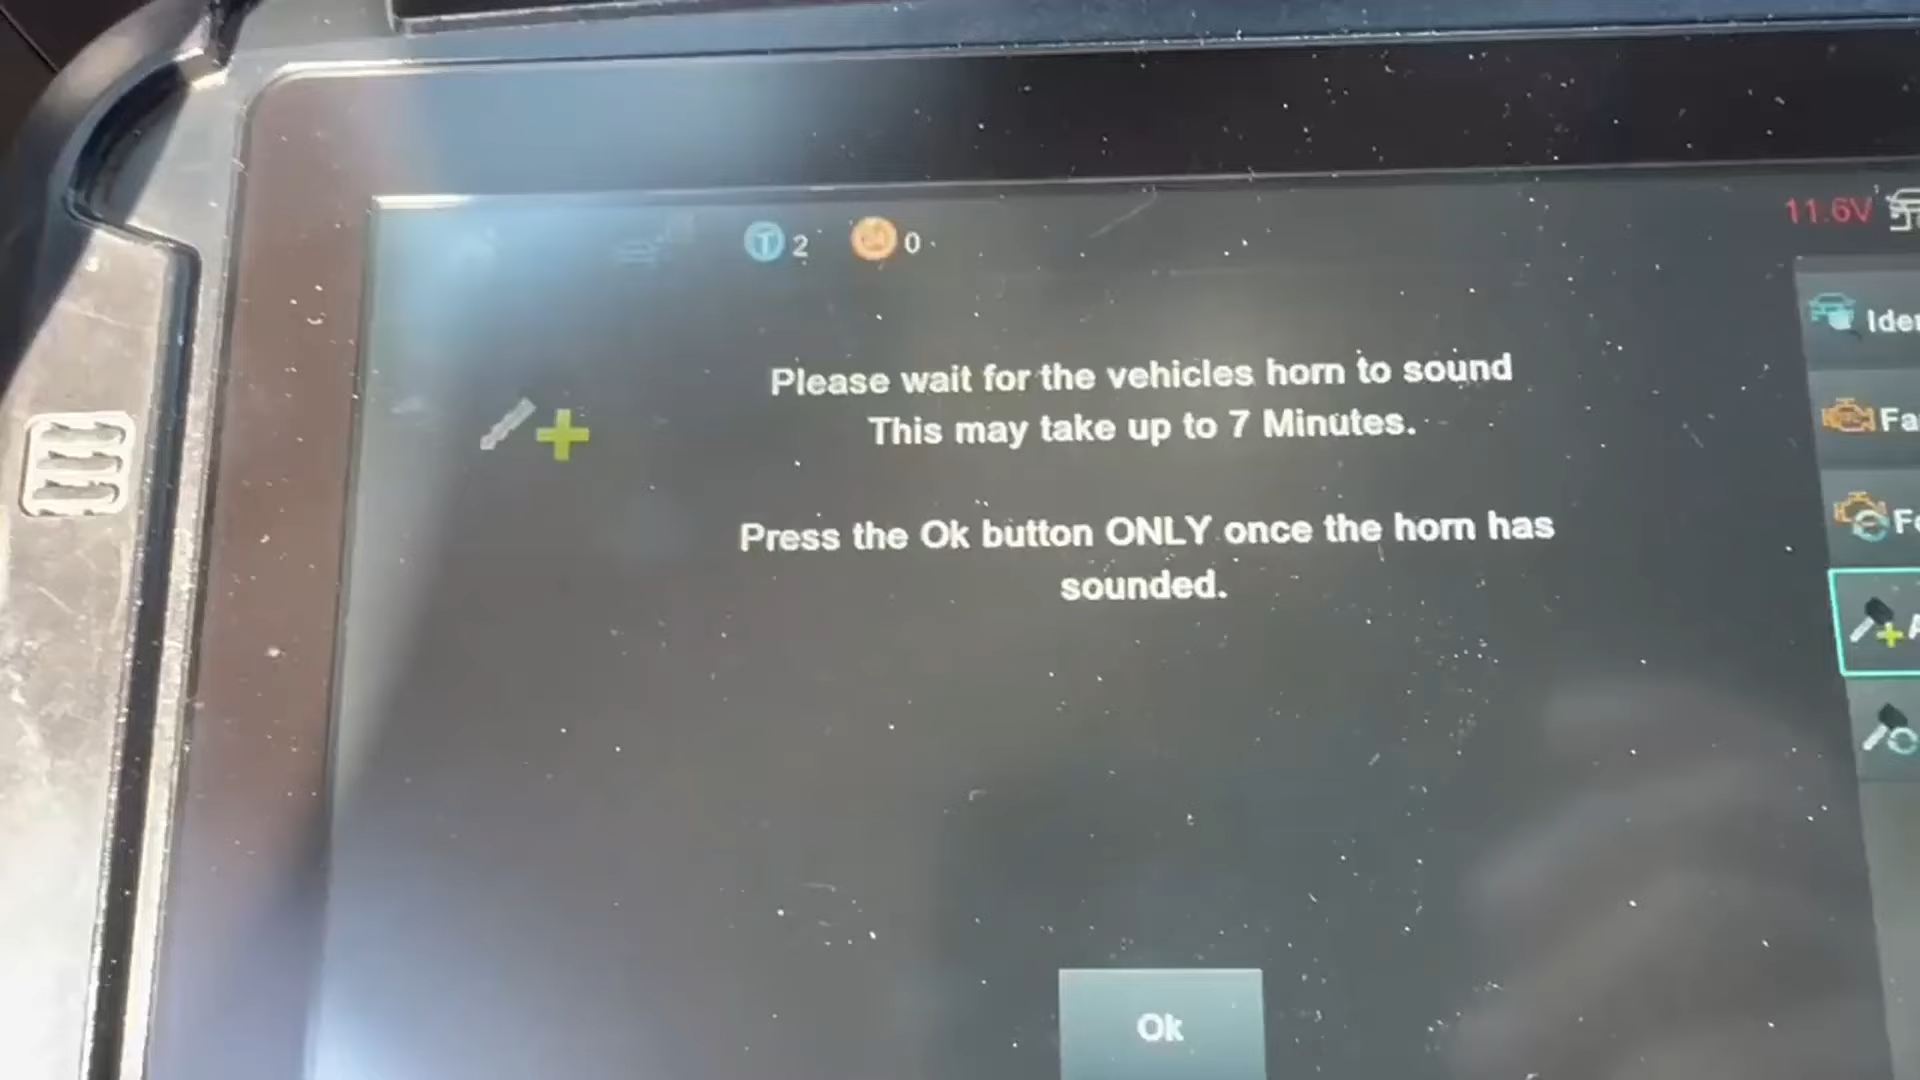 2 0
11.6V
Please wait for the vehicles horn to sound
This may take up to 7 Minutes.
Press the Ok button ONLY once the horn has
sounded.
Ok